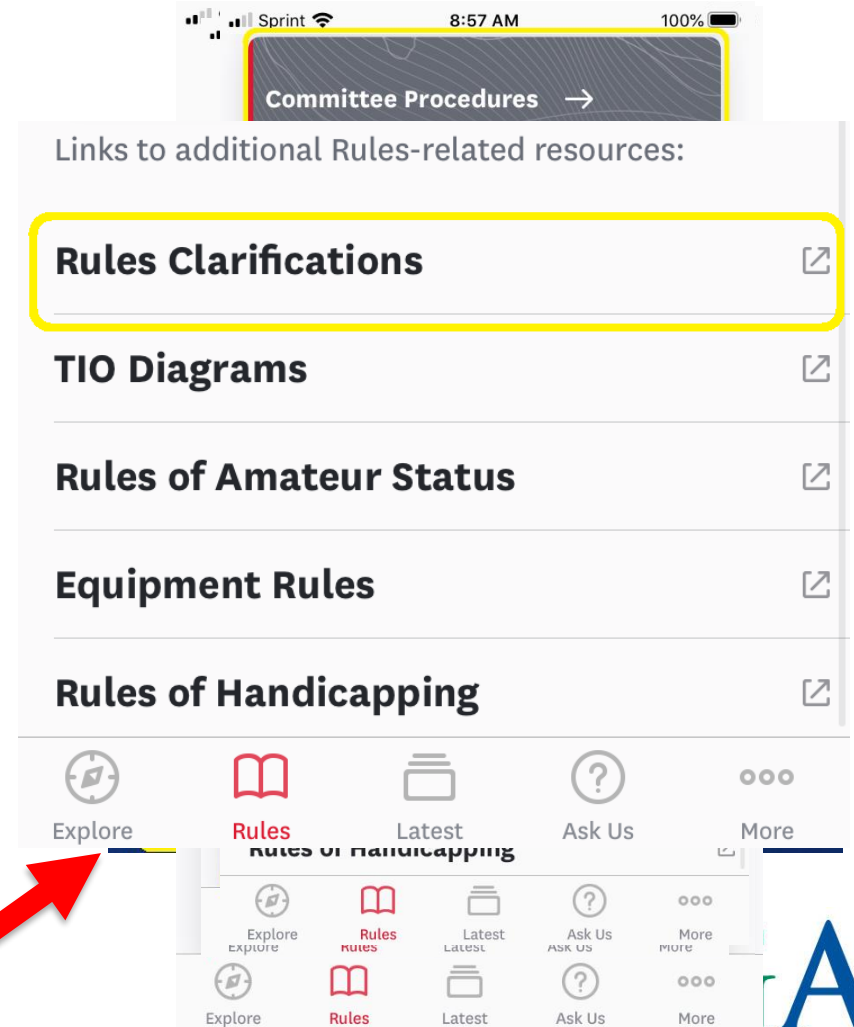 Sprint 8:57 AM 100%
Committee Procedures →
Links to additional Rules-related resources:
Rules Clarifications
TIO Diagrams
Rules of Amateur Status
Equipment Rules
Rules of Handicapping
Explore Rules Latest Ask Us More
Rules of Handicapping
Explore Rules Latest Ask Us More
Explore Rules Latest Ask Us More
Explore Rules Latest Ask Us More
A